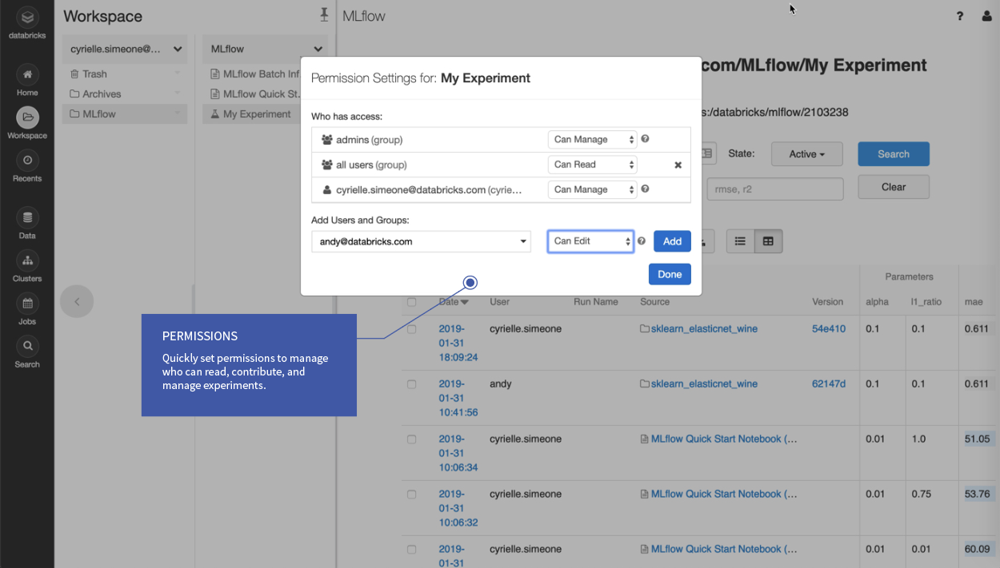 databricks
Home
Workspace
Recents
Data
Clusters
Jobs
Search
Workspace
cyrielle.simeone@...
Trash
Archives
MLflow
MLflow
MLflow Batch Inf
MLflow Quick St.
My Experiment
MLflow
?
com/MLflow/My Experiment
s:/databricks/mlflow/2103238
State:
Active
Search
rmse, r2
Clear
Permission Settings for: My Experiment
Who has access:
admins (group) Can Manage ?
all users (group) Can Read
cyrielle.simeone@databricks.com (cyrie... Can Manage ?
Add Users and Groups:
andy@databricks.com Can Edit ? Add
Done
PERMISSIONS
Quickly set permissions to manage
who can read, contribute, and
manage experiments.
Parameters
Date User Run Name Source Version alpha l1_ratio mae
2019-
01-31
18:09:24
cyrielle.simeone sklearn_elasticnet_wine 54e410 0.1 0.1 0.611
2019-
01-31
10:41:56
andy sklearn_elasticnet_wine 62147d 0.1 0.1 0.611
2019-
01-31
10:06:34
cyrielle.simeone MLflow Quick Start Notebook (... 0.01 1.0 51.05
2019-
01-31
10:06:32
cyrielle.simeone MLflow Quick Start Notebook (... 0.01 0.75 53.76
2019-
01-31
cyrielle.simeone MLflow Quick Start Notebook (... 0.01 0.01 60.09